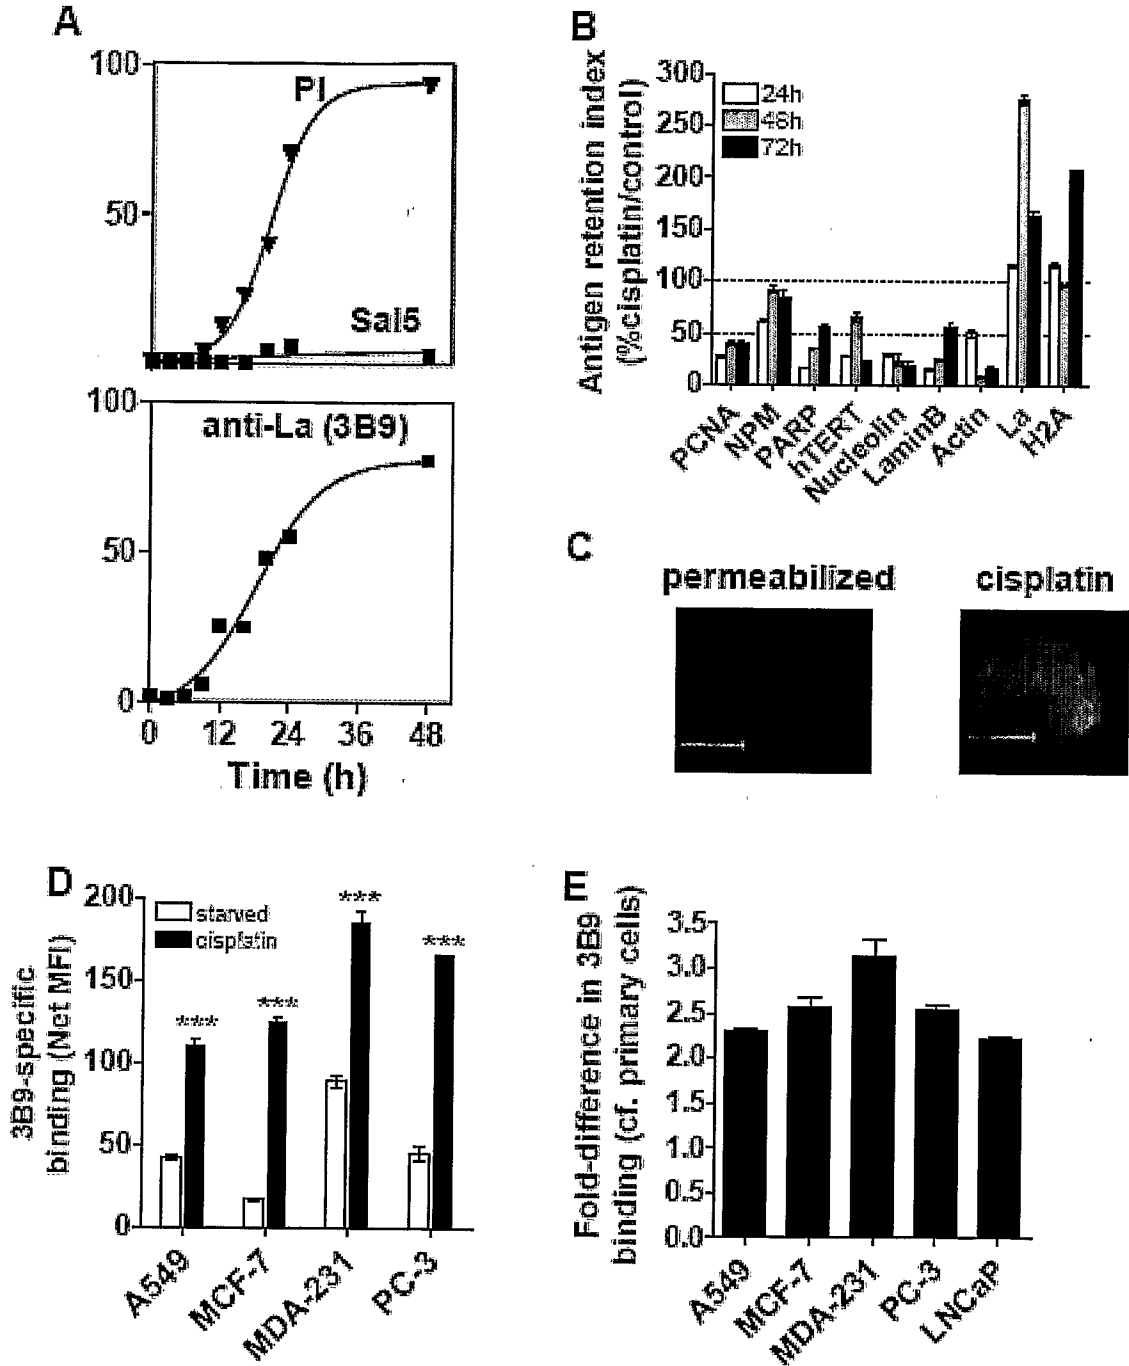 A
100
50
PI
Sal5
100
50
0
anti-La (3B9)
0 12 24 36 48
Time (h)
B
Antigen retention index
(%cisplatin/control)
300
250
200
150
100
50
0
24h
48h
72h
PCNA
NPM
PARP
hTERT
Nucleolin
LaminB
Actin
La
H2A
C
permeabilized
cisplatin
D
3B9-specific
binding (Net MFI)
200
150
100
50
0
starved
cisplatin
***
***
***
***
A549
MCF-7
MDA-231
PC-3
E
Fold-difference in 3B9
binding (cf. primary cells)
3.5
3.0
2.5
2.0
1.5
1.0
0.5
0.0
A549
MCF-7
MDA-231
PC-3
LNCaP